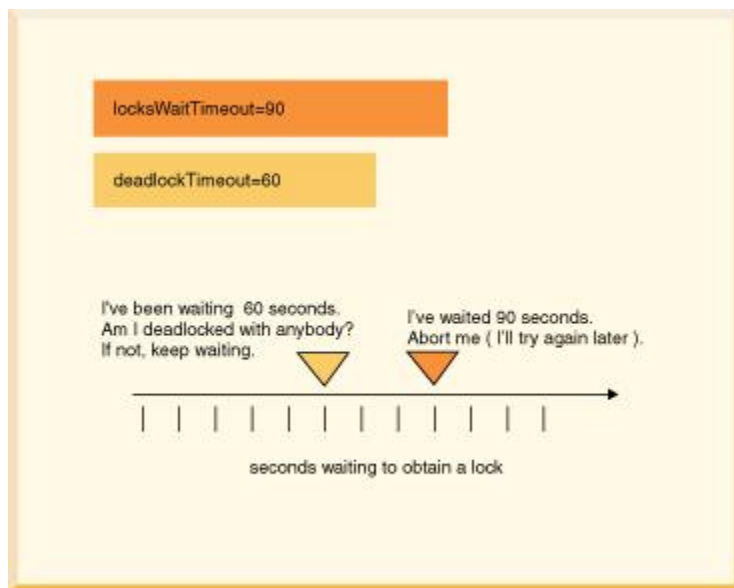 locksWaitTimeout=90
deadlockTimeout=60
I've been waiting 60 seconds.
Am I deadlocked with anybody?
If not, keep waiting.
I've waited 90 seconds.
Abort me ( I'll try again later ).
seconds waiting to obtain a lock